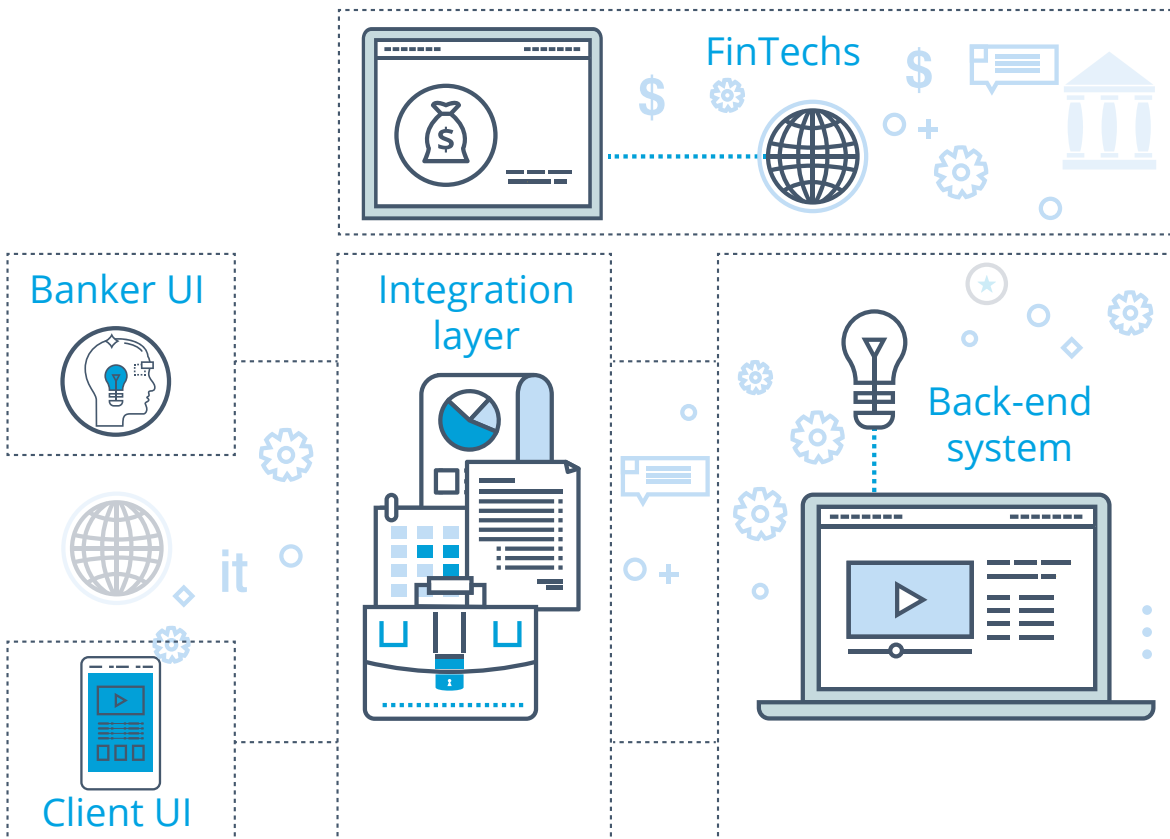 FinTechs
$
$
$
Banker UI
Integration
layer
Back-end
system
it
Client UI